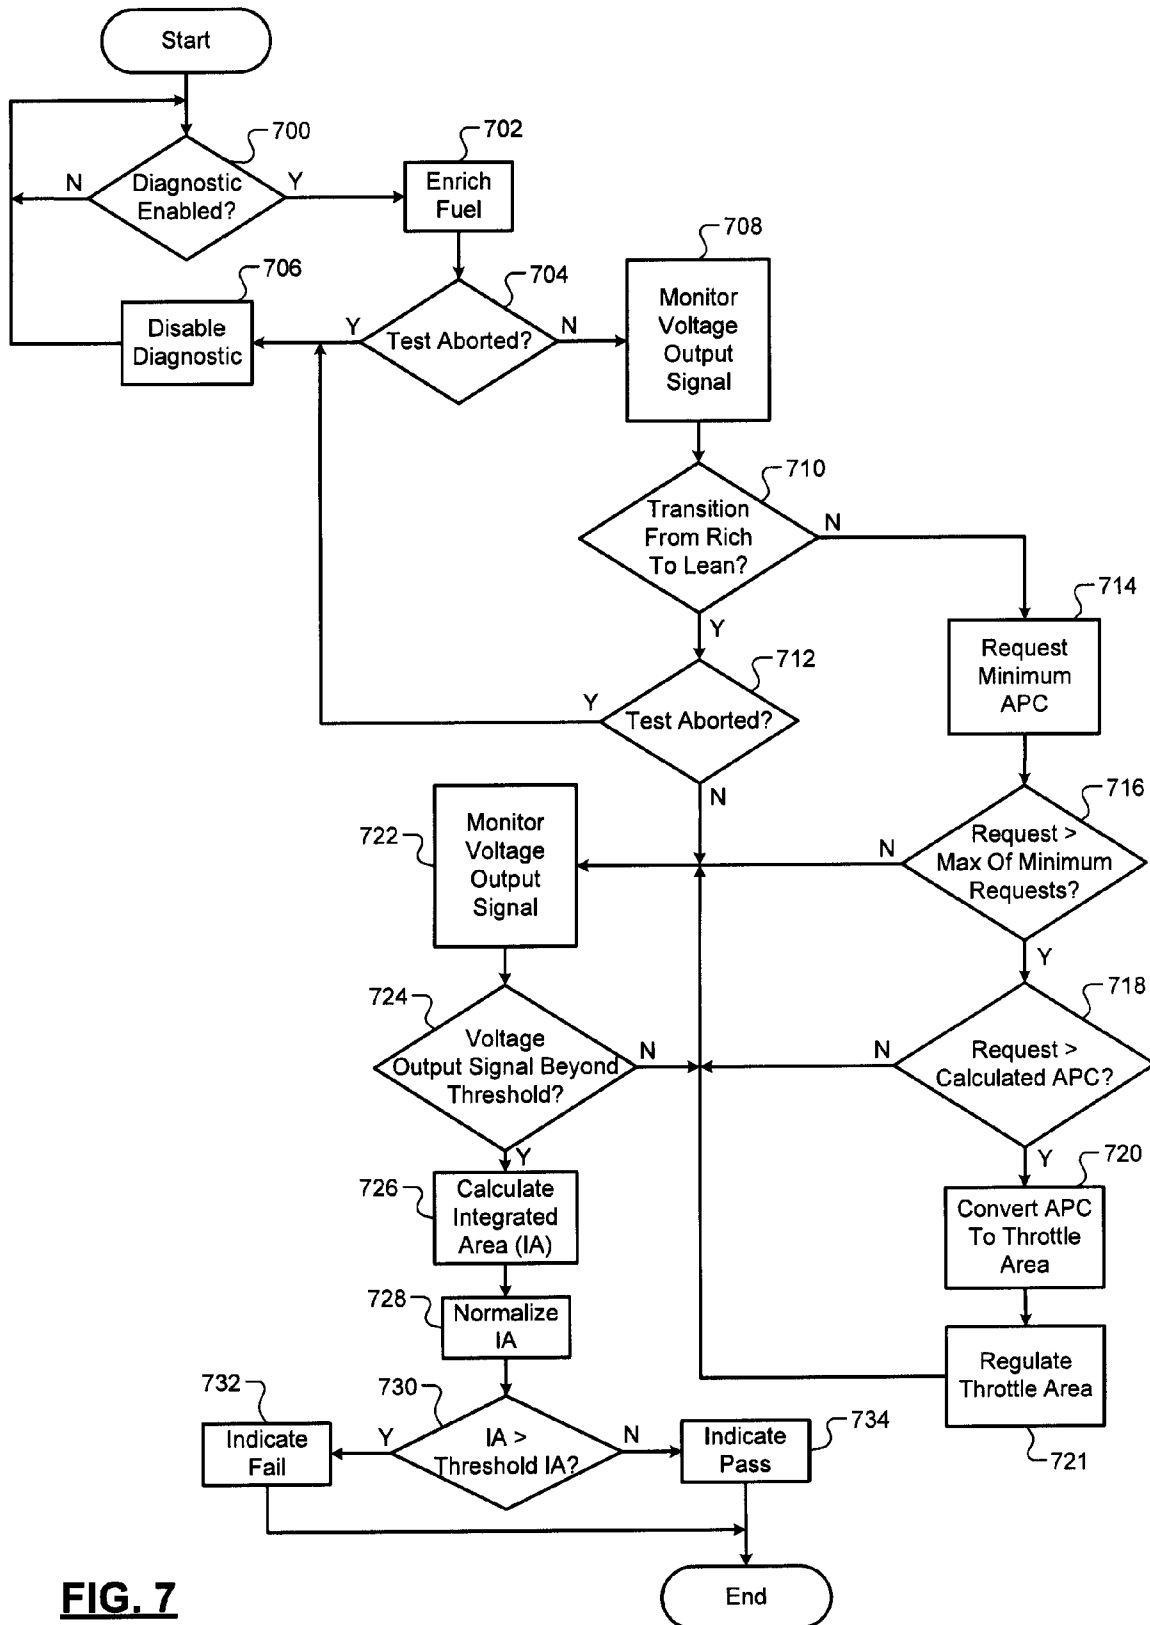 Start
700
Diagnostic
Enabled?
N
Y
702
Enrich
Fuel
704
Test Aborted?
Y
N
706
Disable
Diagnostic
708
Monitor
Voltage
Output
Signal
710
Transition
From Rich
To Lean?
N
Y
712
Test Aborted?
Y
N
714
Request
Minimum
APC
716
Request >
Max Of Minimum
Requests?
N
Y
718
Request >
Calculated APC?
N
Y
720
Convert APC
To Throttle
Area
Regulate
Throttle Area
721
722
Monitor
Voltage
Output
Signal
724
Voltage
Output Signal Beyond
Threshold?
N
Y
726
Calculate
Integrated
Area (IA)
728
Normalize
IA
730
IA >
Threshold IA?
Y
N
732
Indicate
Fail
734
Indicate
Pass
End
FIG. 7